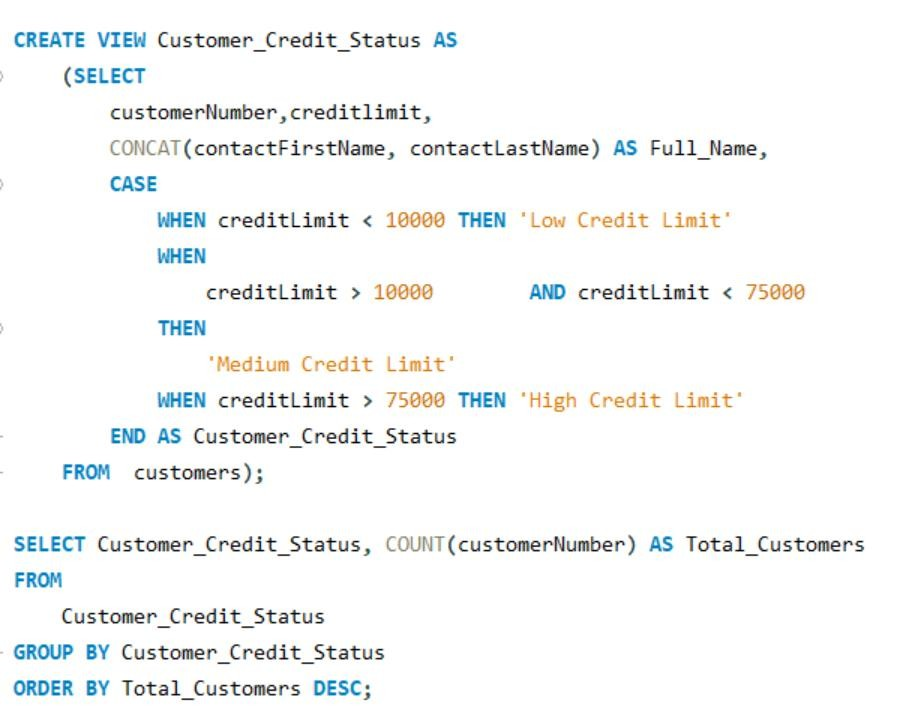 CREATE VIEW Customer_Credit_Status AS
(SELECT
customerNumber,creditlimit,
CONCAT(contactFirstName, contactLastName) AS Full_Name,
CASE
WHEN creditLimit < 10000 THEN 'Low Credit Limit'
WHEN
creditLimit > 10000 AND creditLimit < 75000
THEN
'Medium Credit Limit'
WHEN creditLimit > 75000 THEN 'High Credit Limit'
END AS Customer_Credit_Status
FROM customers);
SELECT Customer_Credit_Status, COUNT(customerNumber) AS Total_Customers
FROM
Customer_Credit_Status
GROUP BY Customer_Credit_Status
ORDER BY Total_Customers DESC;